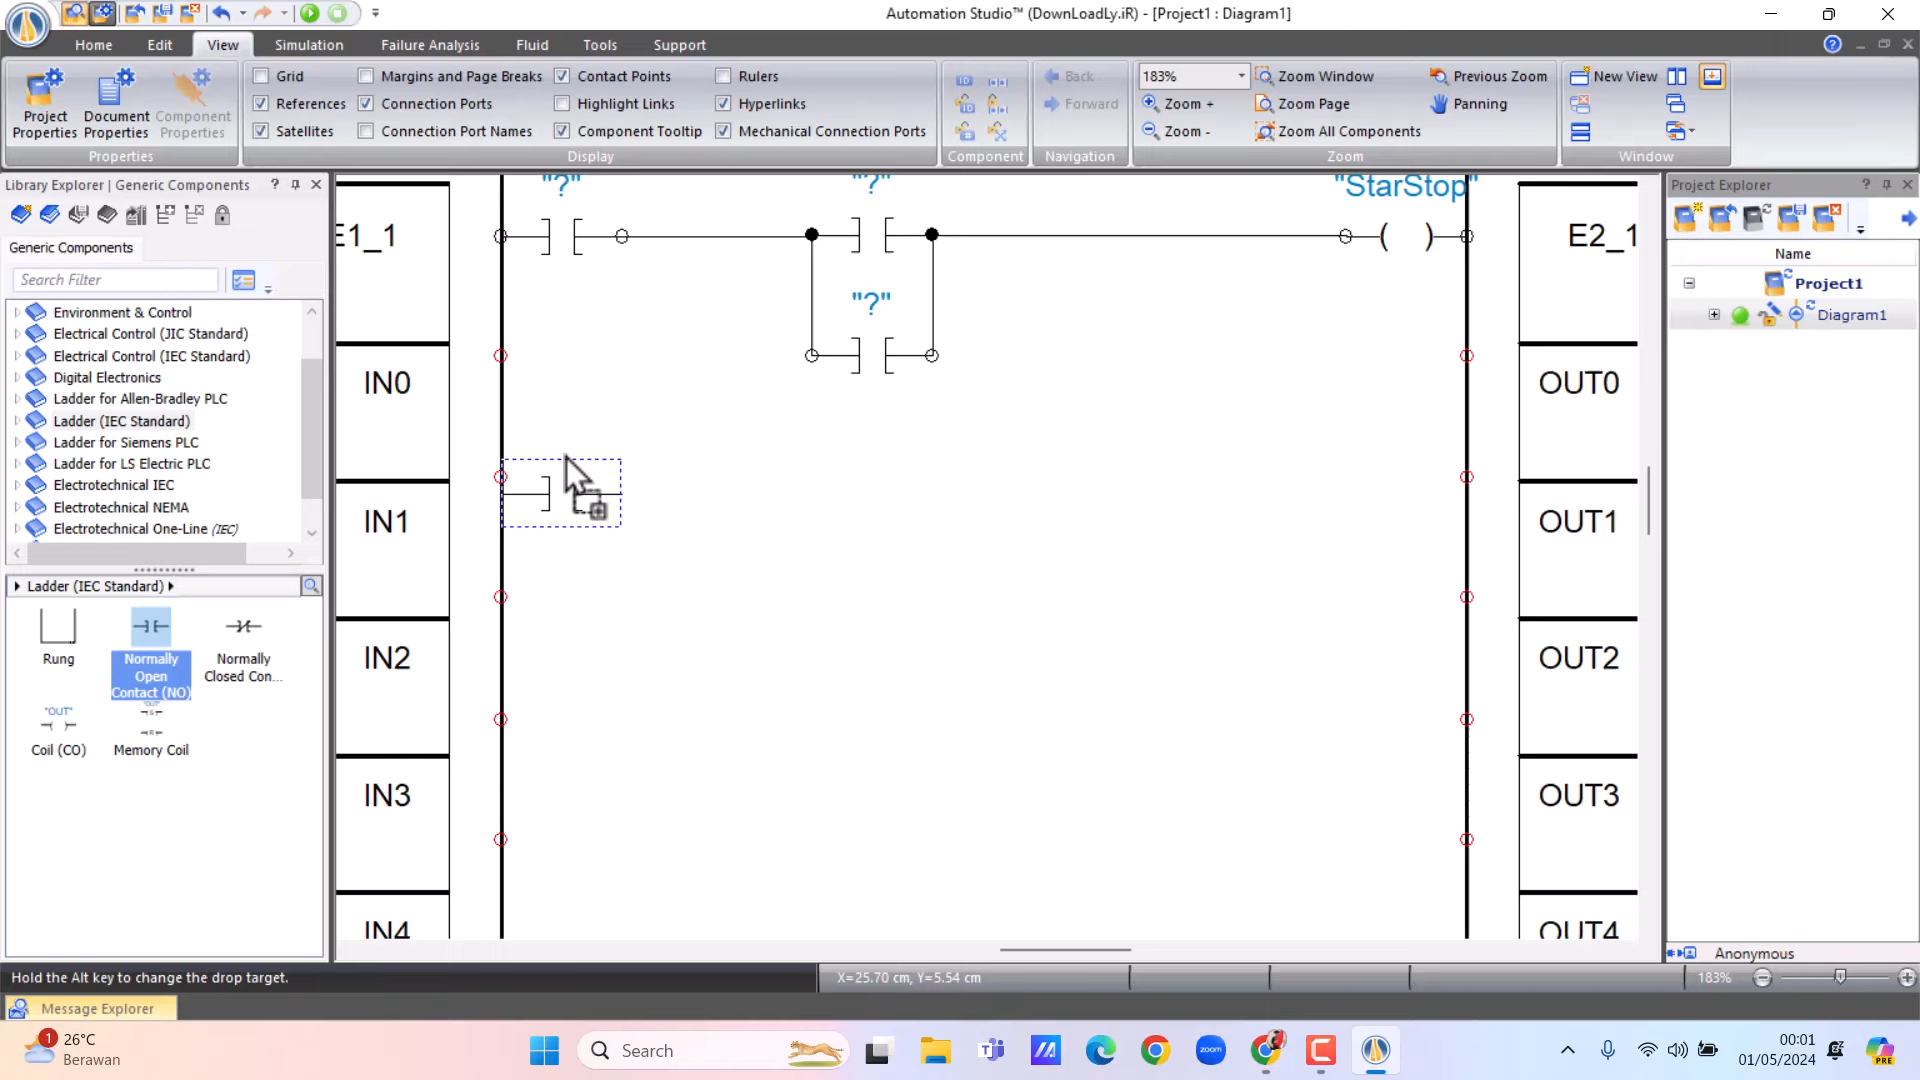 Automation Studio™ (DownLoadLy.iR) - [Project1 : Diagram1]
Home Edit View Simulation Failure Analysis Fluid Tools Support
Project Properties
Document Properties
Component Properties
Properties
Grid Margins and Page Breaks Contact Points Rulers
References Connection Ports Highlight Links Hyperlinks
Satellites Connection Port Names Component Tooltip Mechanical Connection Ports
Display
Component
Back
Forward
Navigation
183% Zoom Window Previous Zoom
Zoom + Zoom Page Panning
Zoom - Zoom All Components
Zoom
New View
Window
Library Explorer | Generic Components
Generic Components
Search Filter
Environment & Control
Electrical Control (JIC Standard)
Electrical Control (IEC Standard)
Digital Electronics
Ladder for Allen-Bradley PLC
Ladder (IEC Standard)
Ladder for Siemens PLC
Ladder for LS Electric PLC
Electrotechnical IEC
Electrotechnical NEMA
Electrotechnical One-Line (IEC)
Ladder (IEC Standard)
Rung
Normally Open Contact (NO)
Normally Closed Con...
"OUT"
Coil (CO)
"OUT"
Memory Coil
"?" "?" "StarStop"
E1_1 E2_1
"?"
IN0 OUT0
IN1 OUT1
IN2 OUT2
IN3 OUT3
IN4 OUT4
Project Explorer
Name
Project1
Diagram1
Anonymous
Hold the Alt key to change the drop target.
X=25.70 cm, Y=5.54 cm
183%
Message Explorer
1
26°C
Berawan
Search
zoom
00:01
01/05/2024
PRE